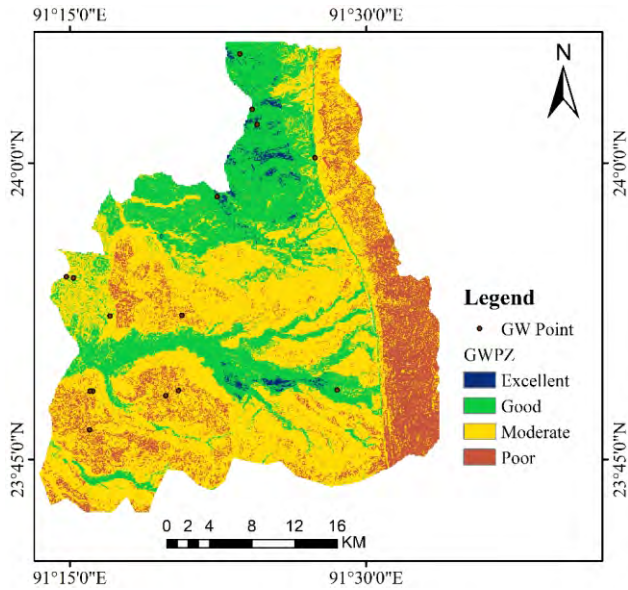 91°15'0"E 91°30'0"E
N
24°0'0"N 24°0'0"N
Legend
GW Point
GWPZ
Excellent
Good
Moderate
Poor
23°45'0"N 23°45'0"N
0 2 4 8 12 16
KM
91°15'0"E 91°30'0"E